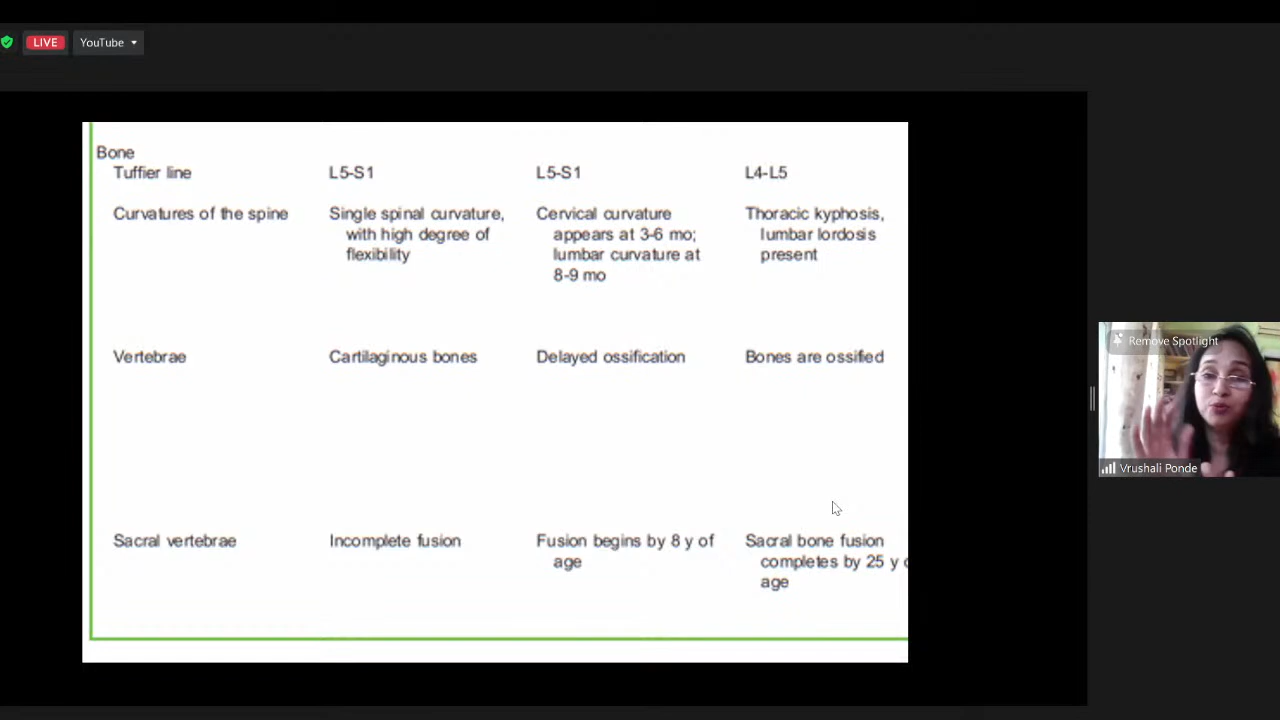 LIVE
YouTube
Bone
Tuffier line L5-S1 L5-S1 L4-L5
Curvatures of the spine Single spinal curvature, Cervical curvature Thoracic kyphosis,
with high degree of appears at 3-6 mo; lumbar lordosis
flexibility lumbar curvature at present
8-9 mo
Vertebrae Cartilaginous bones Delayed ossification Bones are ossified
Sacral vertebrae Incomplete fusion Fusion begins by 8 y of Sacral bone fusion
age completes by 25 y
age
Remove Spotlight
Vrushali Ponde